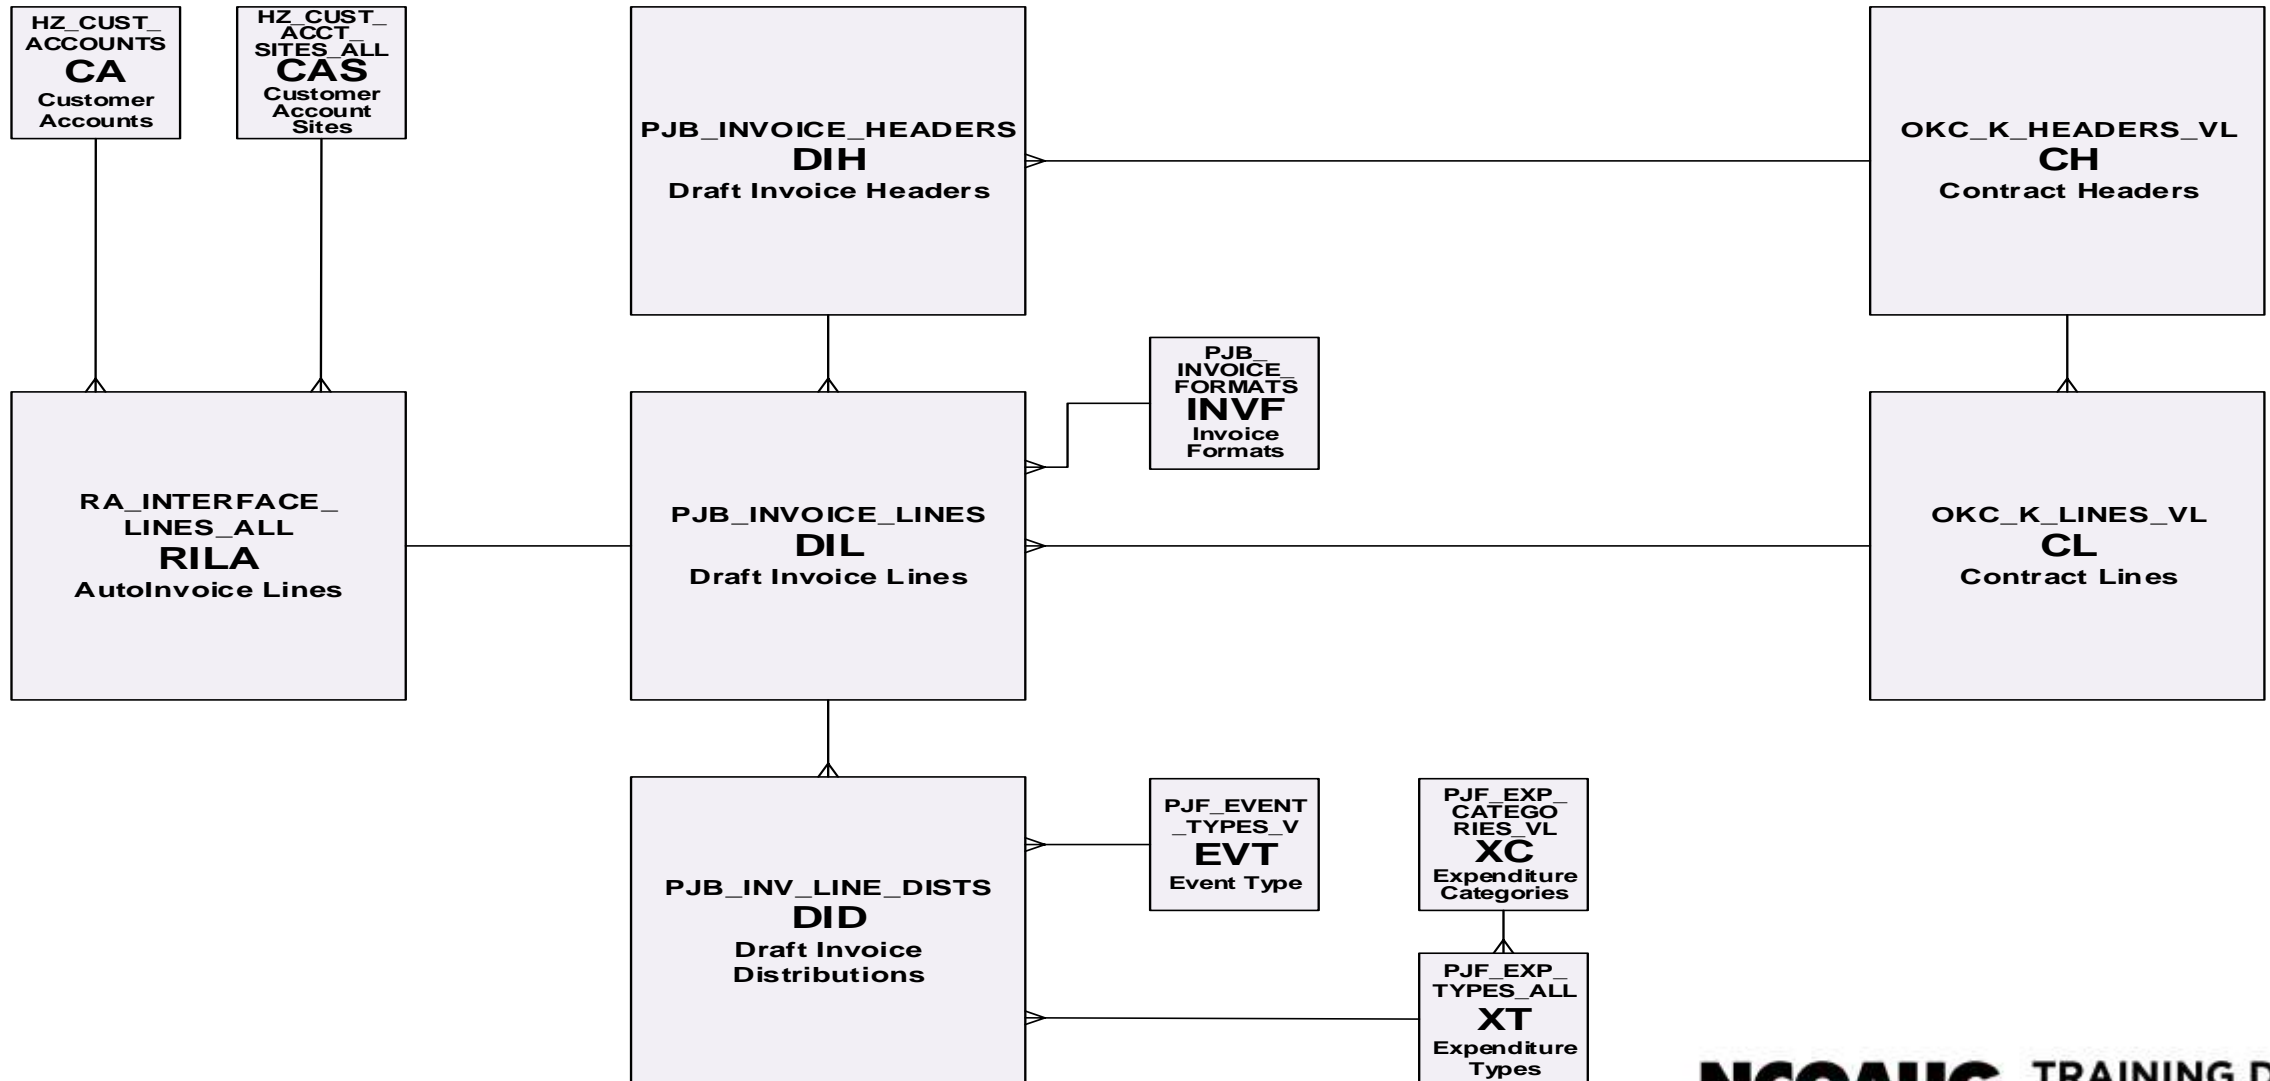 HZ_CUST_
ACCOUNTS
CA
Customer
Accounts
HZ_CUST_
ACCT_
SITES_ALL
CAS
Customer
Account
Sites
PJB_INVOICE_HEADERS
DIH
Draft Invoice Headers
OKC_K_HEADERS_VL
CH
Contract Headers
PJB_
INVOICE_
FORMATS
INVF
Invoice
Formats
RA_INTERFACE_
LINES_ALL
RILA
AutoInvoice Lines
PJB_INVOICE_LINES
DIL
Draft Invoice Lines
OKC_K_LINES_VL
CL
Contract Lines
PJB_INV_LINE_DISTS
DID
Draft Invoice
Distributions
PJF_EVENT
_TYPES_V
EVT
Event Type
PJF_EXP_
CATEGO
RIES_VL
XC
Expenditure
Categories
PJF_EXP_
TYPES_ALL
XT
Expenditure
Types
TRAINING D